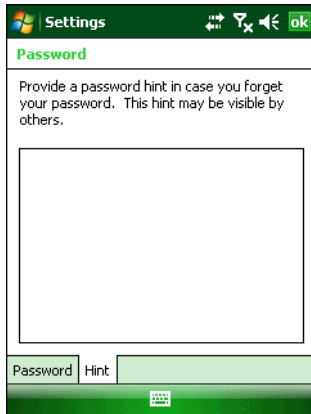 Settings
ok
Password
Provide a password hint in case you forget
your password.  This hint may be visible by
others.
Password
Hint